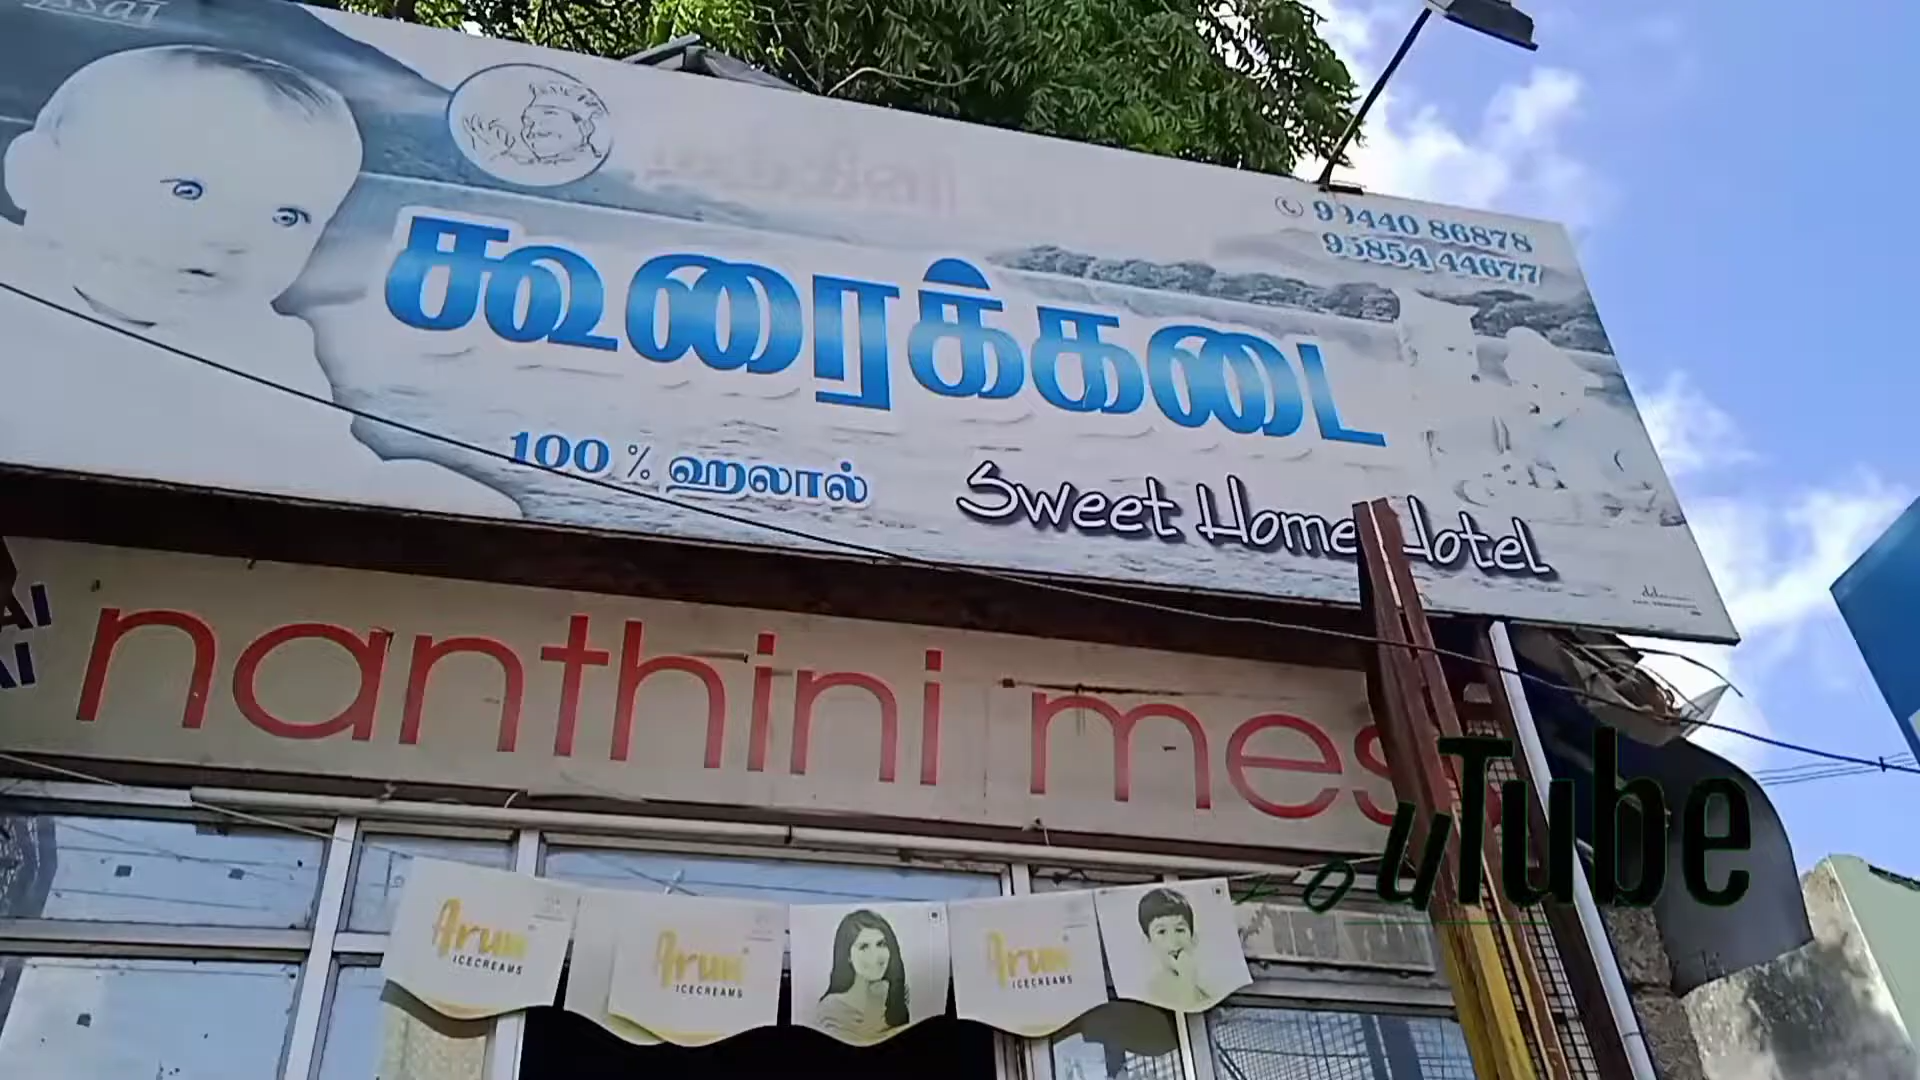 99440 86878
95854 44677
கூரைக்கடை
100 % ஹலால்
Sweet Home Hotel
nanthini mess
Arun
ICECREAMS
Arun
ICECREAMS
Arun
ICECREAMS
YouTube